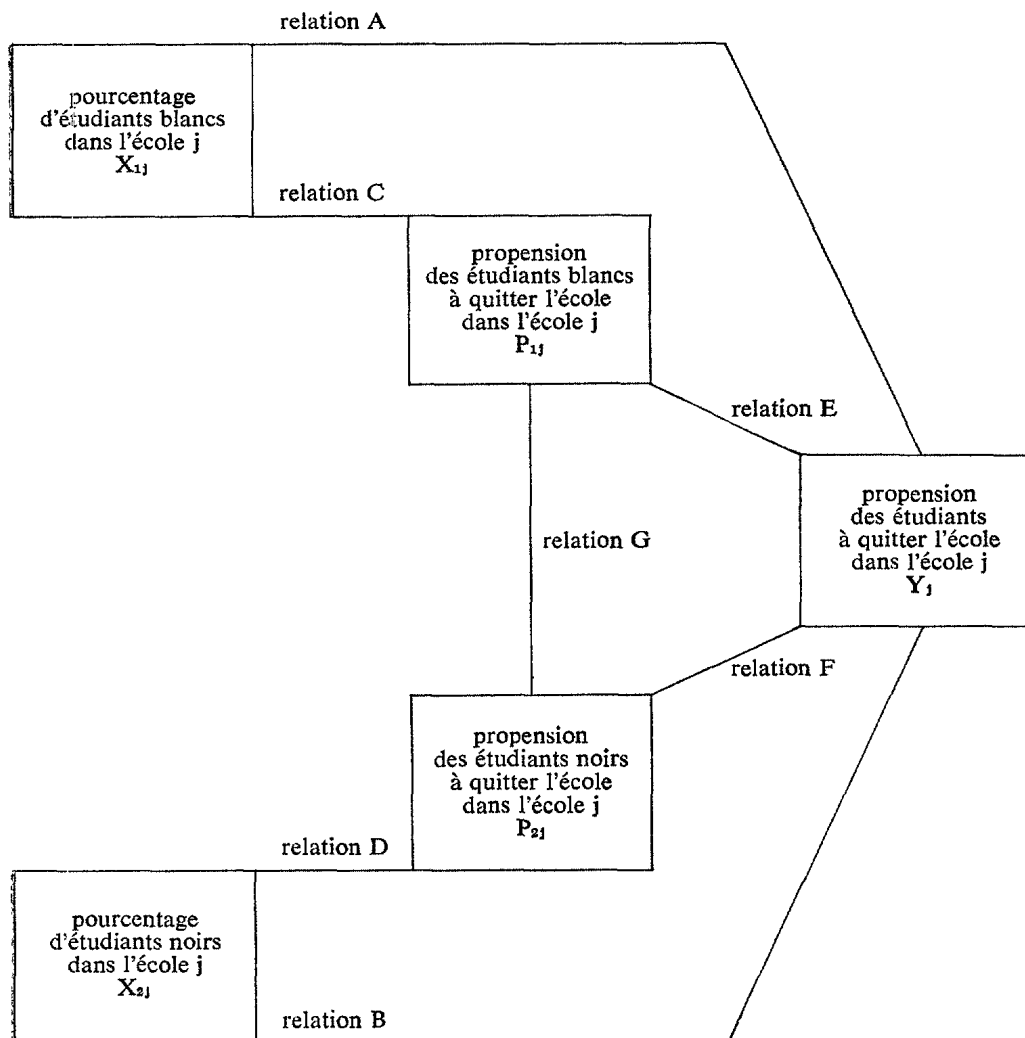 relation A
pourcentage
d'étudiants blancs
dans l'école j
X₁ⱼ
relation C
propension
des étudiants blancs
à quitter l'école
dans l'école j
P₁ⱼ
relation E
propension
des étudiants
à quitter l'école
dans l'école j
Yⱼ
relation G
relation F
propension
des étudiants noirs
à quitter l'école
dans l'école j
P₂ⱼ
relation D
pourcentage
d'étudiants noirs
dans l'école j
X₂ⱼ
relation B